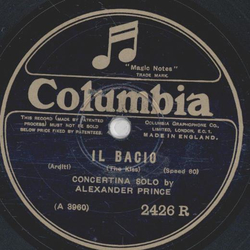 "Magic Notes"
TRADE MARK.
Columbia
THIS RECORD (MADE BY PATENTED
PROCESS) MUST NOT BE SOLD
BELOW PRICE FIXED BY PATENTEES.
COLUMBIA GRAPHOPHONE CO.,
LIMITED, LONDON, E.C. 1.
MADE IN ENGLAND.
IL BACIO
(Arditi) (The Kiss) (Speed 80)
CONCERTINA SOLO by
ALEXANDER PRINCE
(A 3960) 2426 R